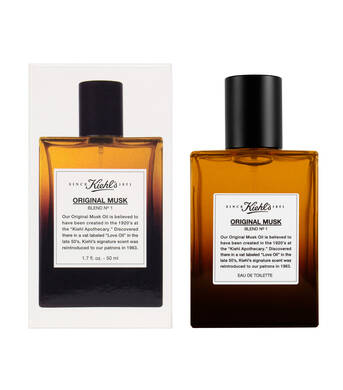 SINCE Kiehl's 1851
ORIGINAL MUSK
BLEND Nº 1
Our Original Musk Oil is believed to
have been created in the 1920's at
the "Kiehl Apothecary." Discovered
there in a vat labeled "Love Oil" in the
late 50's, Kiehl's signature scent was
reintroduced to our patrons in 1963.
1.7 fl. oz. - 50 ml
SINCE Kiehl's 1851
ORIGINAL MUSK
BLEND Nº 1
Our Original Musk Oil is believed to
have been created in the 1920's at
the "Kiehl Apothecary." Discovered
there in a vat labeled "Love Oil" in the
late 50's, Kiehl's signature scent was
reintroduced to our patrons in 1963.
EAU DE TOILETTE